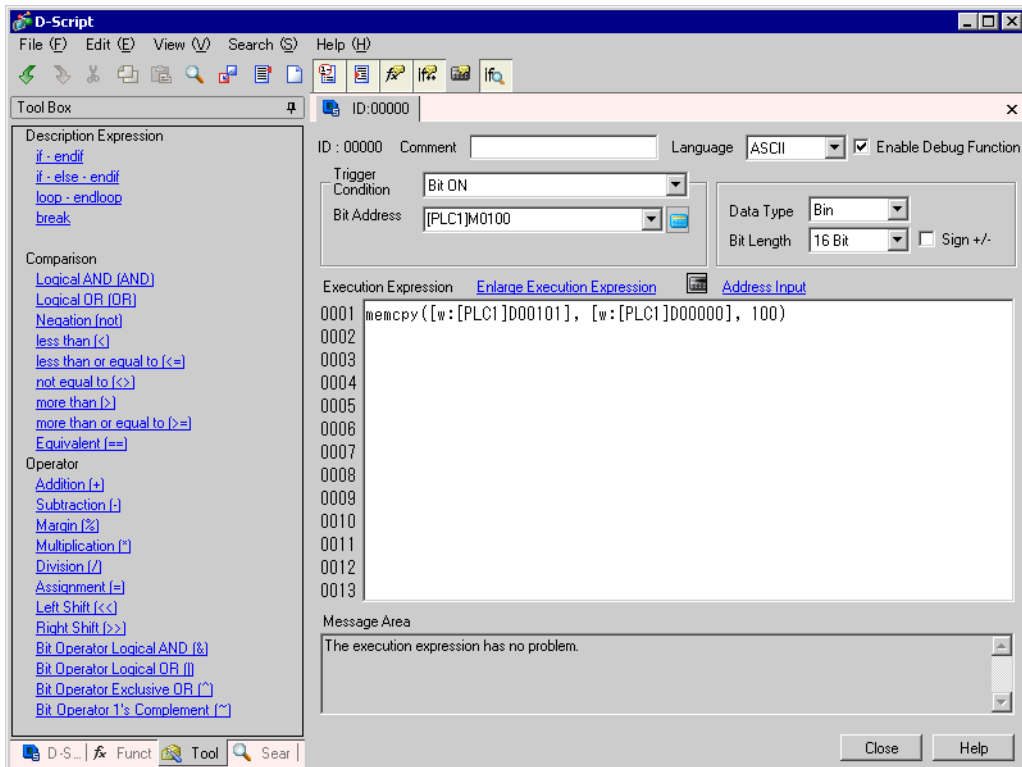 D-Script
File (F) Edit (E) View (V) Search (S) Help (H)
Tool Box
ID:00000
Description Expression
if - endif
if - else - endif
loop - endloop
break
Comparison
Logical AND (AND)
Logical OR (OR)
Negation (not)
less than (<)
less than or equal to (<=)
not equal to (<>)
more than (>)
more than or equal to (>=)
Equivalent (==)
Operator
Addition (+)
Subtraction (-)
Margin (%)
Multiplication (*)
Division (/)
Assignment (=)
Left Shift (<<)
Right Shift (>>)
Bit Operator Logical AND (&)
Bit Operator Logical OR (|)
Bit Operator Exclusive OR (^)
Bit Operator 1's Complement (~)
D-S... fx Funct Tool Sear
ID : 00000 Comment Language ASCII Enable Debug Function
Trigger
Condition Bit ON
Bit Address [PLC1]M0100
Data Type Bin
Bit Length 16 Bit Sign +/-
Execution Expression Enlarge Execution Expression Address Input
0001 memcpy([w:[PLC1]D00101], [w:[PLC1]D00000], 100)
0002
0003
0004
0005
0006
0007
0008
0009
0010
0011
0012
0013
Message Area
The execution expression has no problem.
Close Help